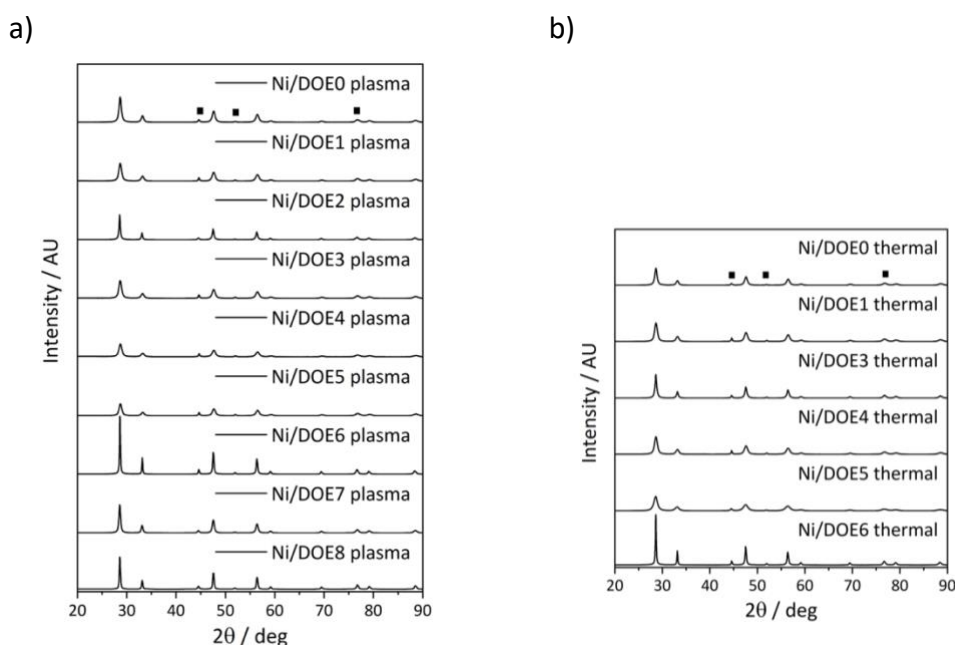 a)
Ni/DOE0 plasma
Ni/DOE1 plasma
Ni/DOE2 plasma
Ni/DOE3 plasma
Ni/DOE4 plasma
Ni/DOE5 plasma
Ni/DOE6 plasma
Ni/DOE7 plasma
Ni/DOE8 plasma
Intensity / AU
20 30 40 50 60 70 80 90
2θ / deg
b)
Ni/DOE0 thermal
Ni/DOE1 thermal
Ni/DOE3 thermal
Ni/DOE4 thermal
Ni/DOE5 thermal
Ni/DOE6 thermal
Intensity / AU
20 30 40 50 60 70 80 90
2θ / deg